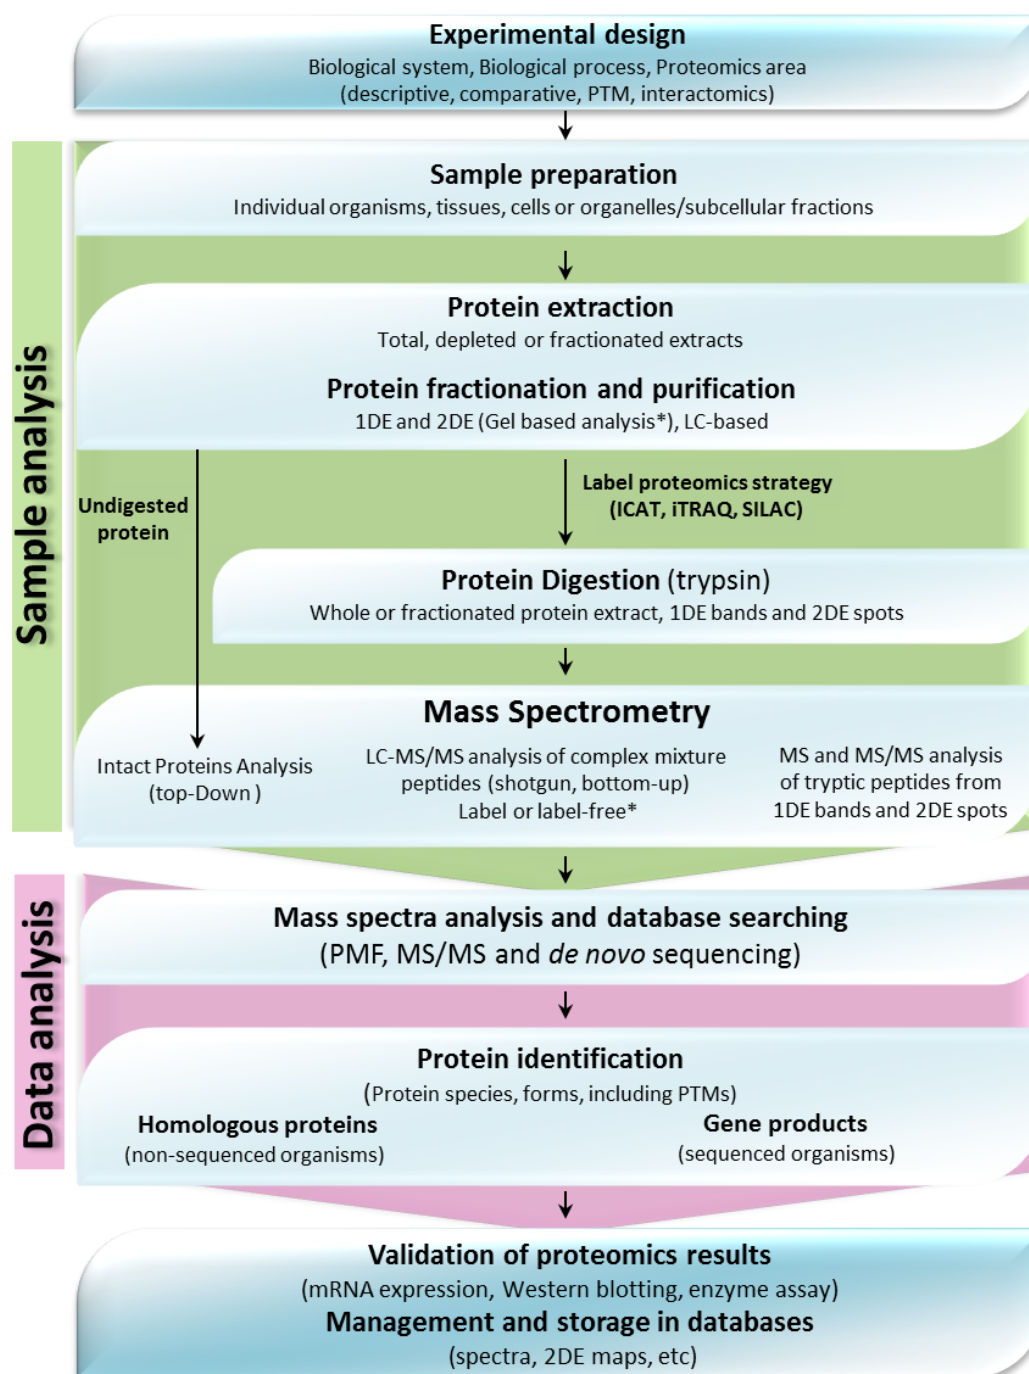 Experimental design
Biological system, Biological process, Proteomics area
(descriptive, comparative, PTM, interactomics)
Sample analysis
Sample preparation
Individual organisms, tissues, cells or organelles/subcellular fractions
Protein extraction
Total, depleted or fractionated extracts
Protein fractionation and purification
1DE and 2DE (Gel based analysis*), LC-based
Undigested
protein
Label proteomics strategy
(ICAT, iTRAQ, SILAC)
Protein Digestion (trypsin)
Whole or fractionated protein extract, 1DE bands and 2DE spots
Mass Spectrometry
Intact Proteins Analysis
(top-Down )
LC-MS/MS analysis of complex mixture
peptides (shotgun, bottom-up)
Label or label-free*
MS and MS/MS analysis
of tryptic peptides from
1DE bands and 2DE spots
Data analysis
Mass spectra analysis and database searching
(PMF, MS/MS and de novo sequencing)
Protein identification
(Protein species, forms, including PTMs)
Homologous proteins
(non-sequenced organisms)
Gene products
(sequenced organisms)
Validation of proteomics results
(mRNA expression, Western blotting, enzyme assay)
Management and storage in databases
(spectra, 2DE maps, etc)